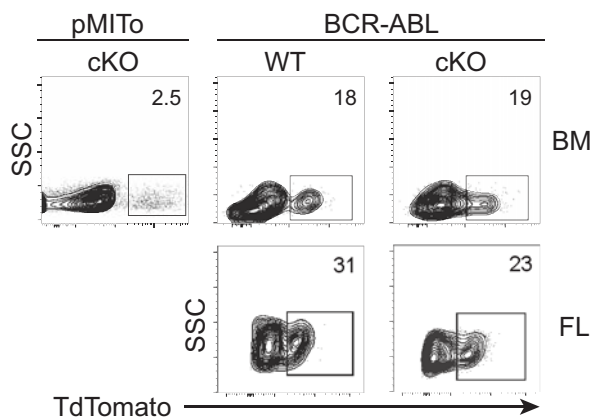 pMITo BCR-ABL
cKO WT cKO
SSC 2.5 18 19 BM
SSC 31 23 FL
TdTomato